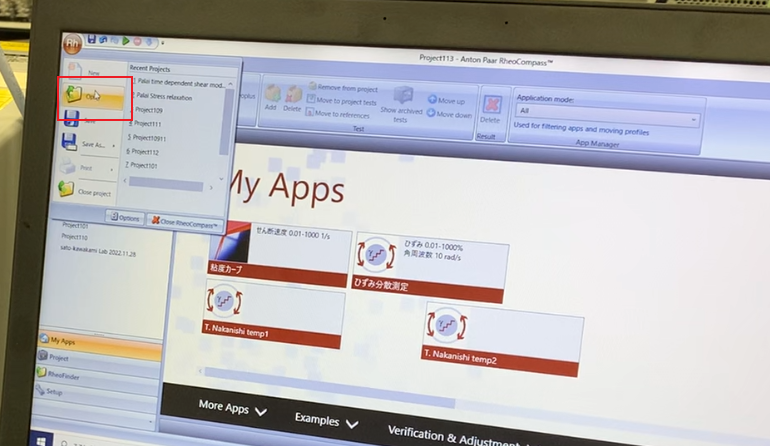 Rh
Project113 - Anton Paar RheoCompass™
New
Save As...
Print
Close project
Recent Projects
1 Palai time dependent shear mod...
2 Palai Stress relaxation
Project109
4 Project111
5 Project10911
6 Project112
7 Project101
Options
Close RheoCompass™
Add
Delete
Remove from project
Move to project tests
Move to references
Show archived tests
Move up
Move down
Test
Delete
Result
Application mode:
All
Used for filtering apps and moving profiles
App Manager
My Apps
せん断速度 0.01-1000 1/s
粘度カーブ
ひずみ 0.01-1000%
角周波数 10 rad/s
ひずみ分散測定
T. Nakanishi temp1
T. Nakanishi temp2
Project101
Project110
sato-kawakami Lab 2022.11.28
My Apps
Project
RheoFinder
Setup
More Apps
Examples
Verification & Adjustment